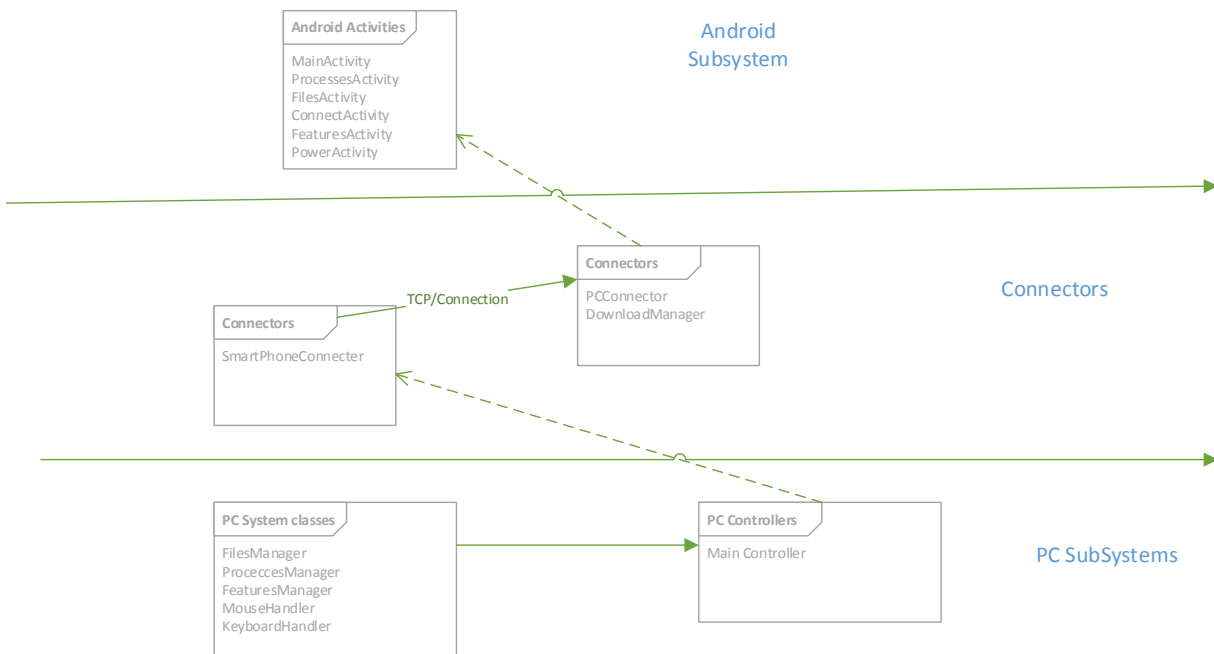 Android Activities
MainActivity
ProcessesActivity
FilesActivity
ConnectActivity
FeaturesActivity
PowerActivity
Android
Subsystem
Connectors
PCConnector
DownloadManager
Connectors
TCP/Connection
Connectors
SmartPhoneConnecter
PC System classes
FilesManager
ProceccesManager
FeaturesManager
MouseHandler
KeyboardHandler
PC Controllers
Main Controller
PC SubSystems